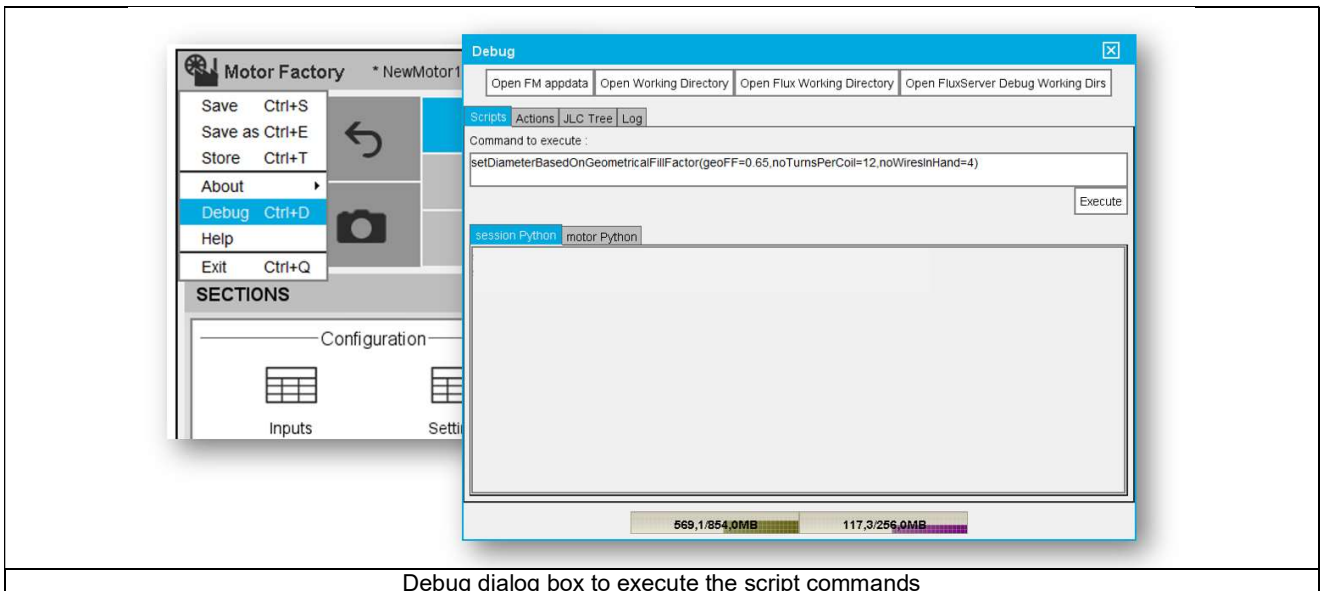 Motor Factory * NewMotor1
Save Ctrl+S
Save as Ctrl+E
Store Ctrl+T
About
Debug Ctrl+D
Help
Exit Ctrl+Q
SECTIONS
Configuration
Inputs
Setti
Debug
Open FM appdata Open Working Directory Open Flux Working Directory Open FluxServer Debug Working Dirs
Scripts Actions JLC Tree Log
Command to execute :
setDiameterBasedOnGeometricalFillFactor(geoFF=0.65,noTurnsPerCoil=12,noWiresInHand=4)
Execute
session Python motor Python
569,1/854,0MB 117,3/256,0MB
Debug dialog box to execute the script commands